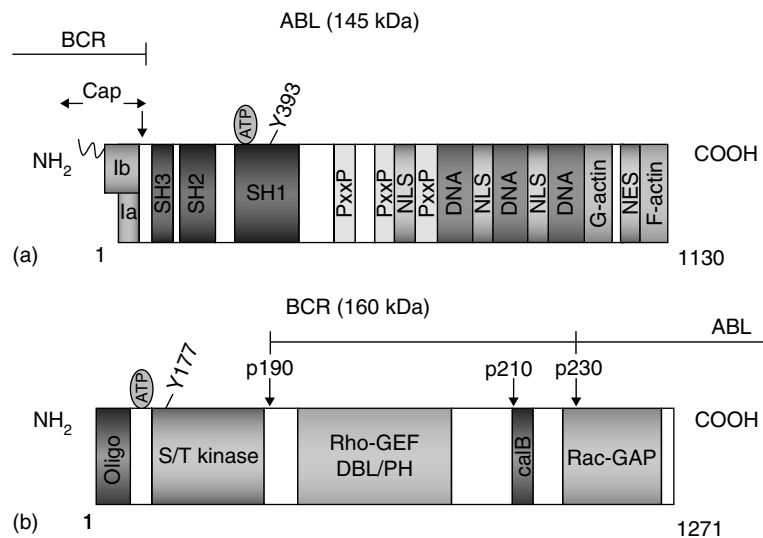 ABL (145 kDa)
BCR
Cap
ATP
Y393
NH2
COOH
Ib
Ia
SH3
SH2
SH1
PxxP
PxxP
NLS
PxxP
DNA
NLS
DNA
NLS
DNA
G-actin
NES
F-actin
(a)
1
1130
BCR (160 kDa)
ABL
ATP
Y177
p190
p210
p230
NH2
COOH
Oligo
S/T kinase
Rho-GEF
DBL/PH
calB
Rac-GAP
(b)
1
1271